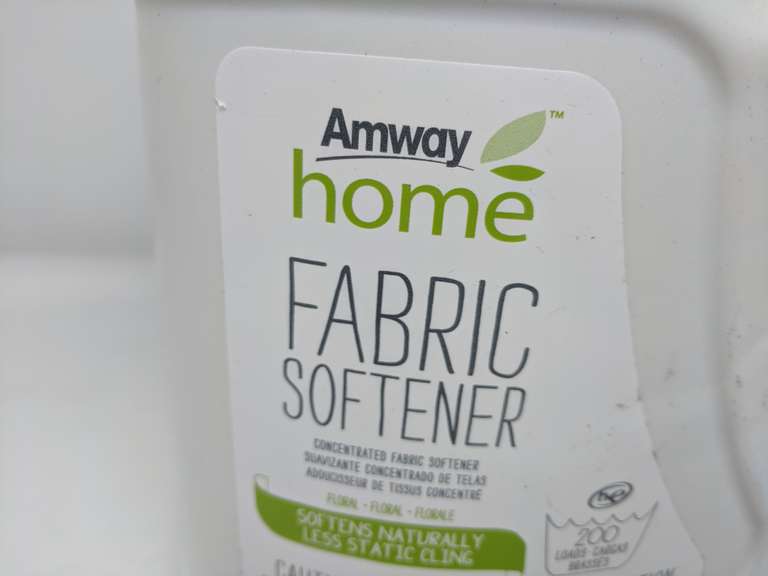 Amway™
home
FABRIC
SOFTENER
CONCENTRATED FABRIC SOFTENER
SUAVIZANTE CONCENTRADO DE TELAS
ADOUCISSEUR DE TISSUS CONCENTRÉ
FLORAL - FLORAL - FLORALE
SOFTENS NATURALLY
LESS STATIC CLING
he
200
LOADS-CARGAS
BRASSÉES